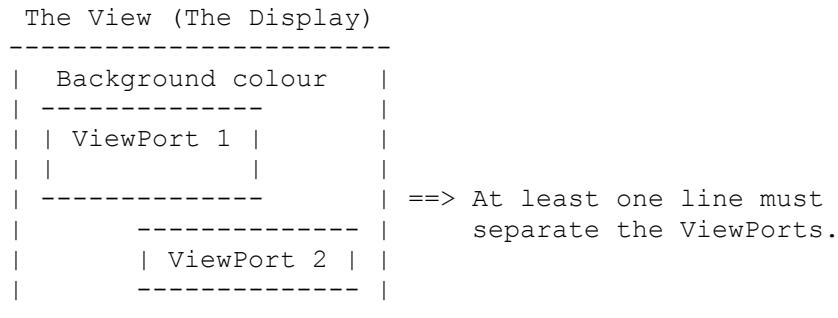 The View (The Display)
-------------------------
|  Background colour   |
| --------------       |
| | ViewPort 1 |       |
| |            |       |
| --------------       | ==> At least one line must
|       -------------- |     separate the ViewPorts.
|       | ViewPort 2 | |
|       -------------- |